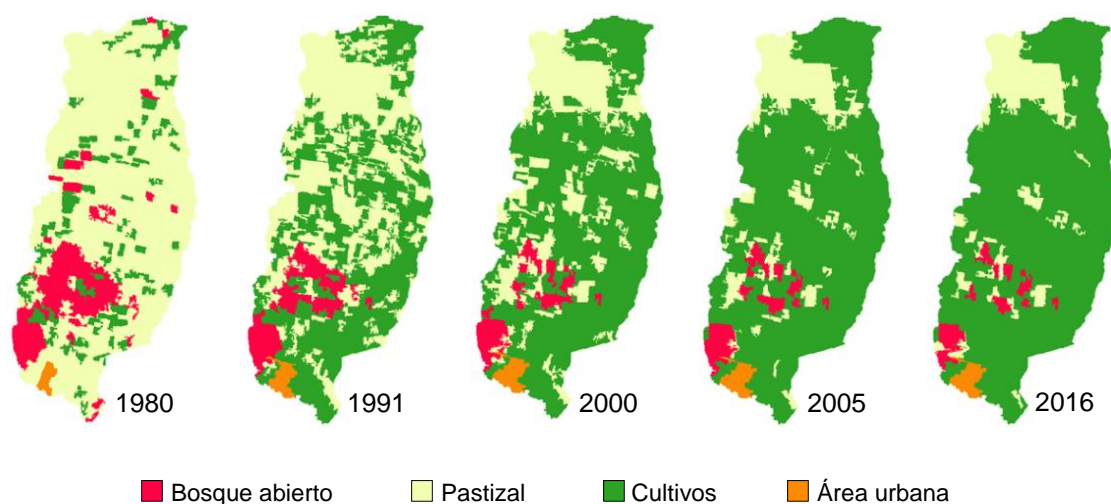 1980
1991
2000
2005
2016
Bosque abierto
Pastizal
Cultivos
Área urbana